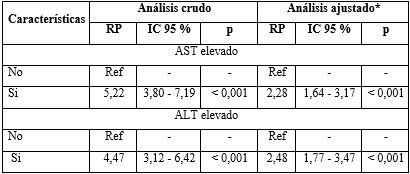 Características Análisis crudo Análisis ajustado*
RP IC 95 % p RP IC 95 % p
AST elevado
No Ref - - Ref - -
Si 5,22 3,80 - 7,19 < 0,001 2,28 1,64 - 3,17 < 0,001
ALT elevado
No Ref - - Ref - -
Si 4,47 3,12 - 6,42 < 0,001 2,48 1,77 - 3,47 < 0,001